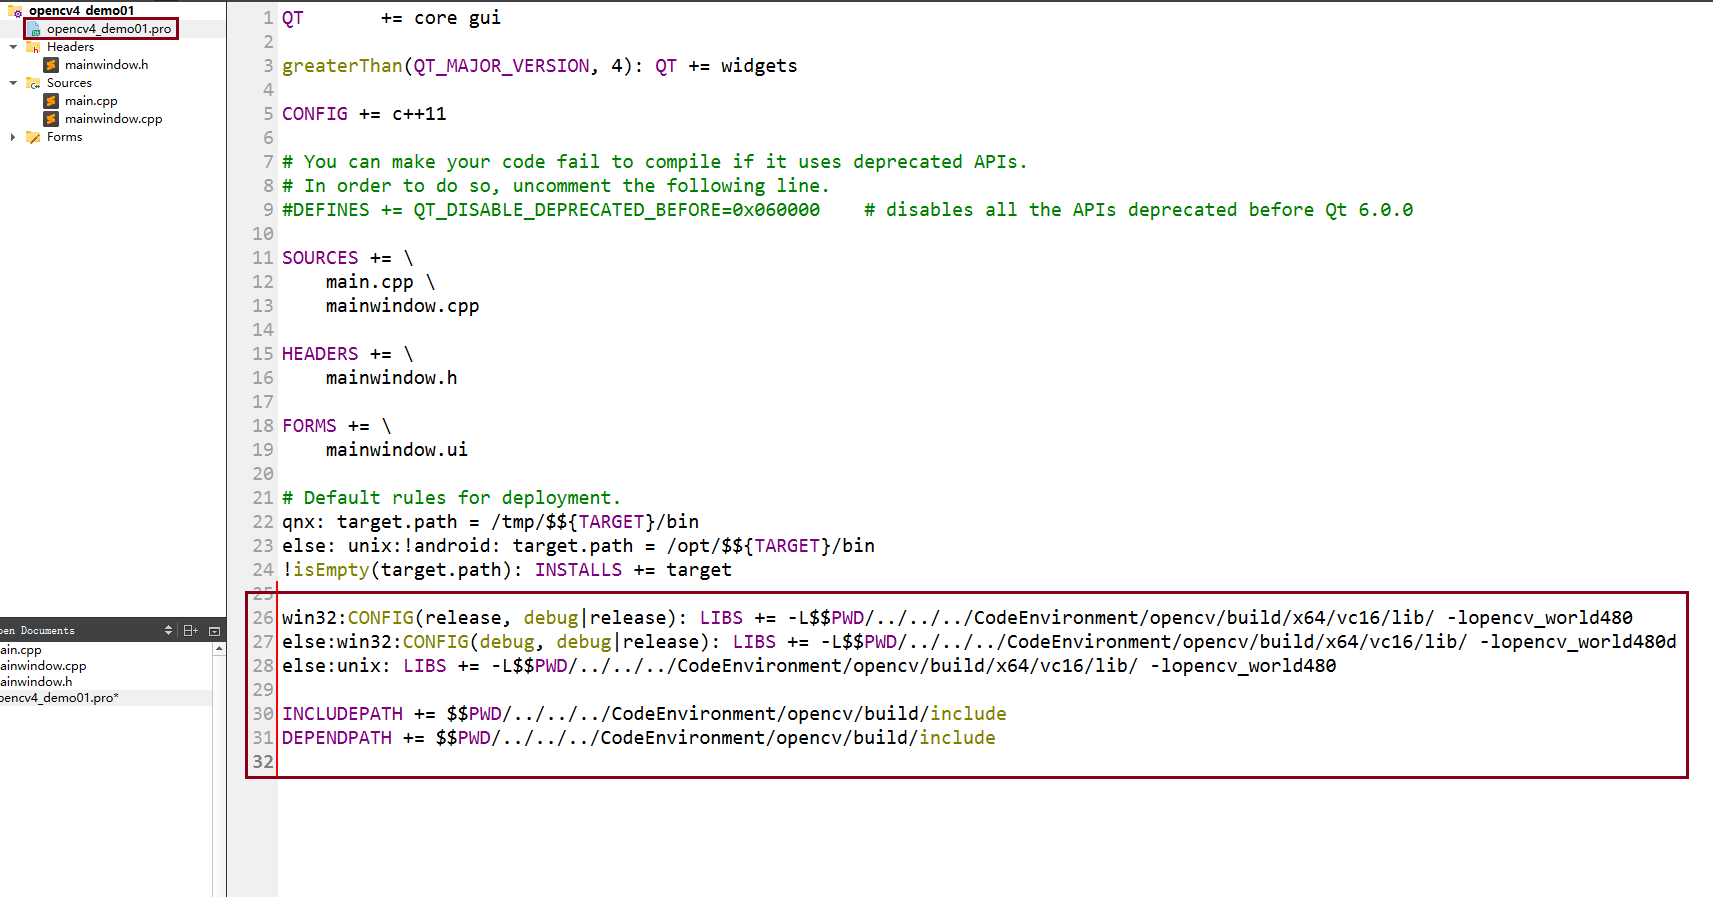 opencv4_demo01
opencv4_demo01.pro
Headers
mainwindow.h
Sources
main.cpp
mainwindow.cpp
Forms
pen Documents
ain.cpp
ainwindow.cpp
ainwindow.h
pencv4_demo01.pro*
1 QT       += core gui
2
3 greaterThan(QT_MAJOR_VERSION, 4): QT += widgets
4
5 CONFIG += c++11
6
7 # You can make your code fail to compile if it uses deprecated APIs.
8 # In order to do so, uncomment the following line.
9 #DEFINES += QT_DISABLE_DEPRECATED_BEFORE=0x060000    # disables all the APIs deprecated before Qt 6.0.0
10
11 SOURCES += \
12     main.cpp \
13     mainwindow.cpp
14
15 HEADERS += \
16     mainwindow.h
17
18 FORMS += \
19     mainwindow.ui
20
21 # Default rules for deployment.
22 qnx: target.path = /tmp/$${TARGET}/bin
23 else: unix:!android: target.path = /opt/$${TARGET}/bin
24 !isEmpty(target.path): INSTALLS += target
25
26 win32:CONFIG(release, debug|release): LIBS += -L$$PWD/../../../CodeEnvironment/opencv/build/x64/vc16/lib/ -lopencv_world480
27 else:win32:CONFIG(debug, debug|release): LIBS += -L$$PWD/../../../CodeEnvironment/opencv/build/x64/vc16/lib/ -lopencv_world480d
28 else:unix: LIBS += -L$$PWD/../../../CodeEnvironment/opencv/build/x64/vc16/lib/ -lopencv_world480
29
30 INCLUDEPATH += $$PWD/../../../CodeEnvironment/opencv/build/include
31 DEPENDPATH += $$PWD/../../../CodeEnvironment/opencv/build/include
32